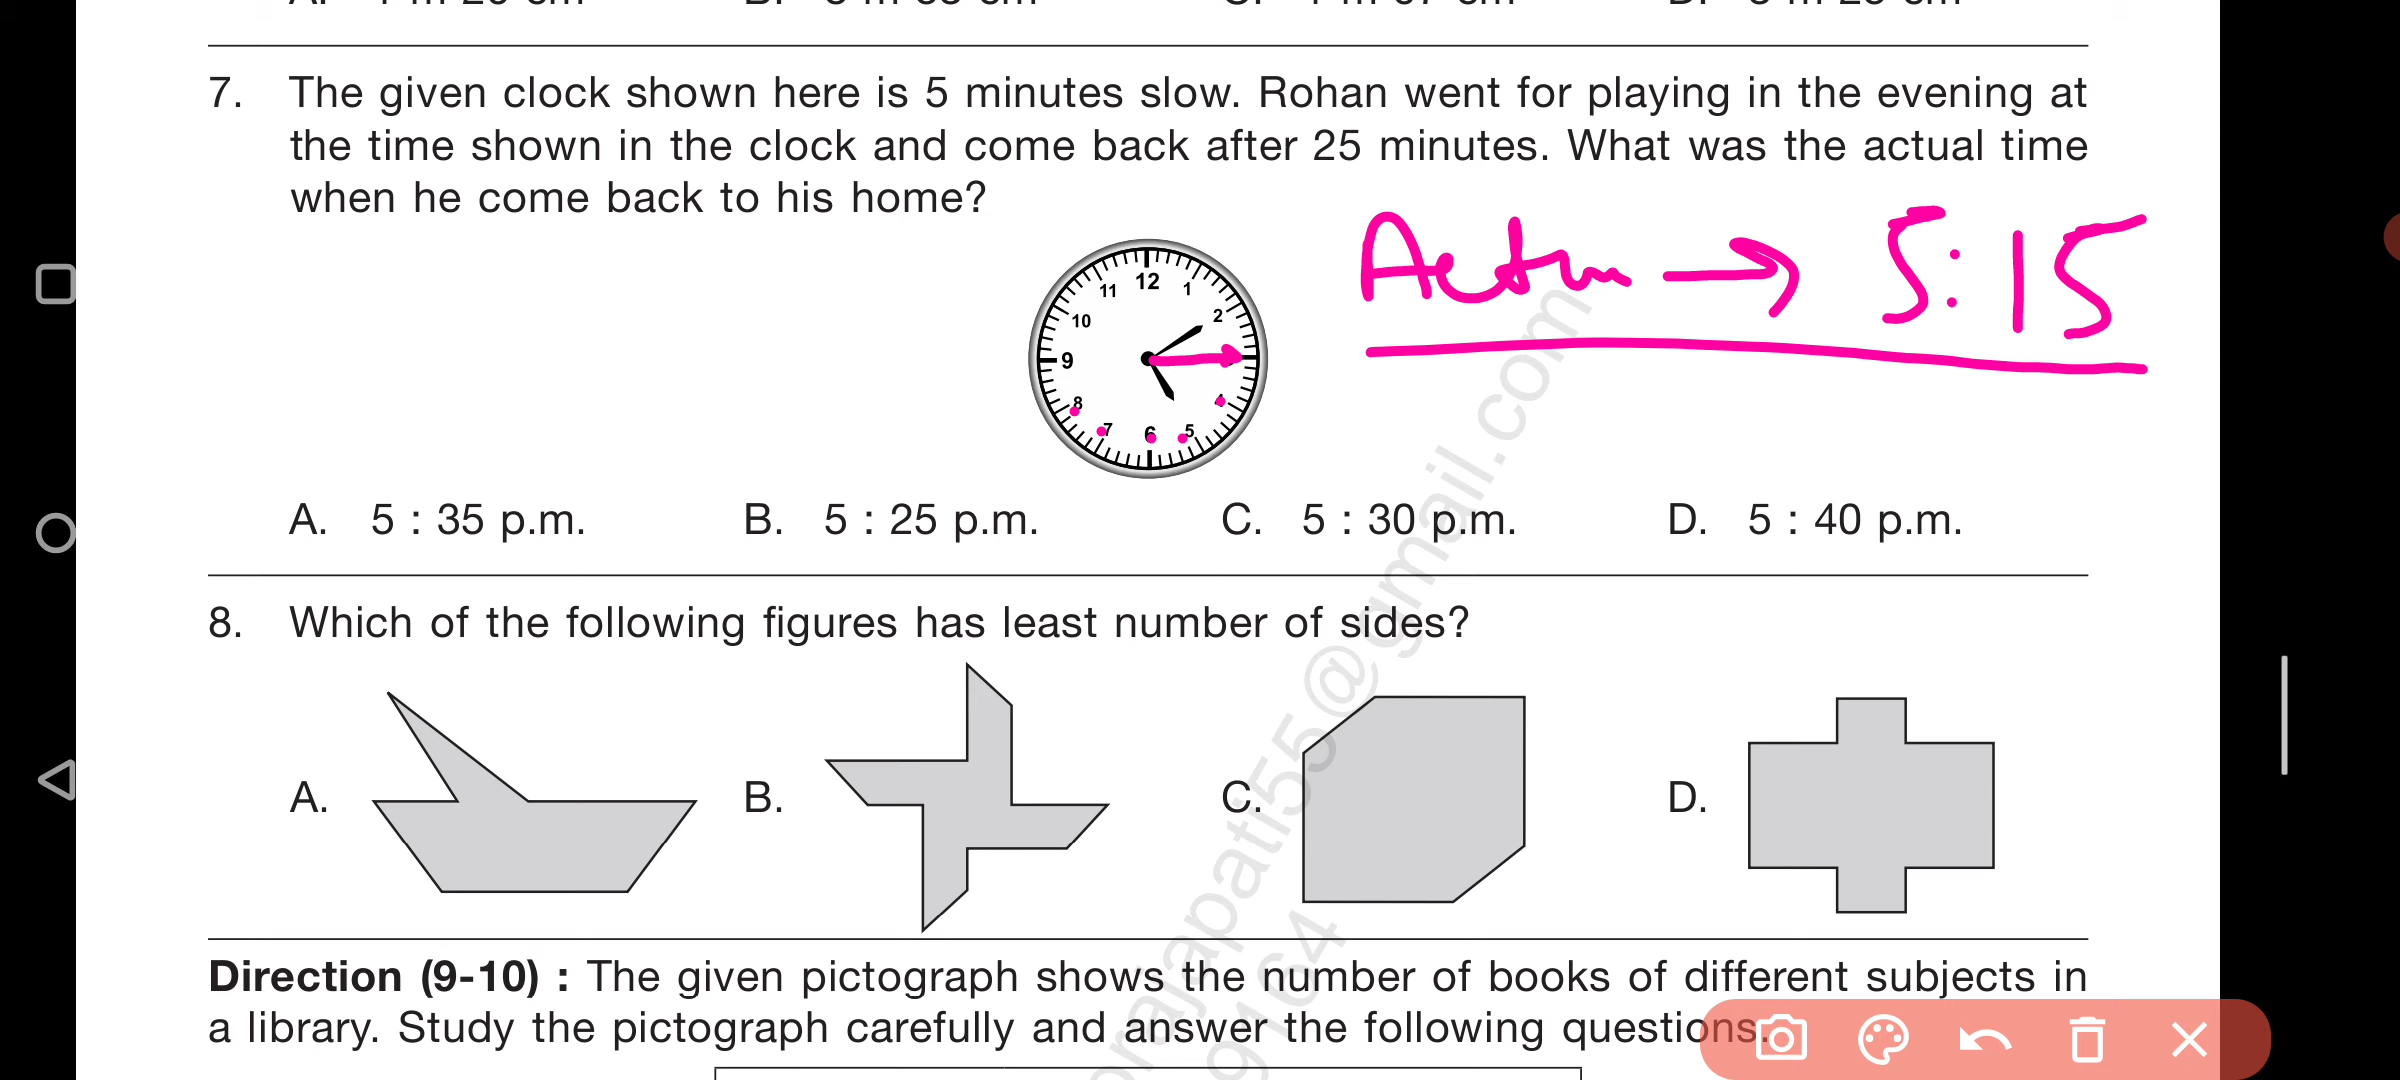 7. The given clock shown here is 5 minutes slow. Rohan went for playing in the evening at
the time shown in the clock and come back after 25 minutes. What was the actual time
when he come back to his home?
→ 5:15
12
11 1
10 2
9
8 4
7 6 5
A. 5 : 35 p.m. B. 5 : 25 p.m. C. 5 : 30 p.m. D. 5 : 40 p.m.
8. Which of the following figures has least number of sides?
A. B. C. D.
Direction (9-10) : The given pictograph shows the number of books of different subjects in
a library. Study the pictograph carefully and answer the following questions.
prajapati55@gmail.com
9164